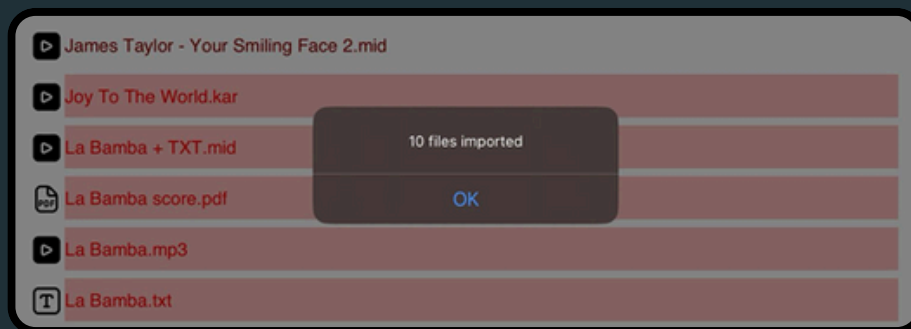 James Taylor - Your Smiling Face 2.mid
Joy To The World.kar
10 files imported
La Bamba + TXT.mid
PDF
La Bamba score.pdf
OK
La Bamba.mp3
T
La Bamba.txt